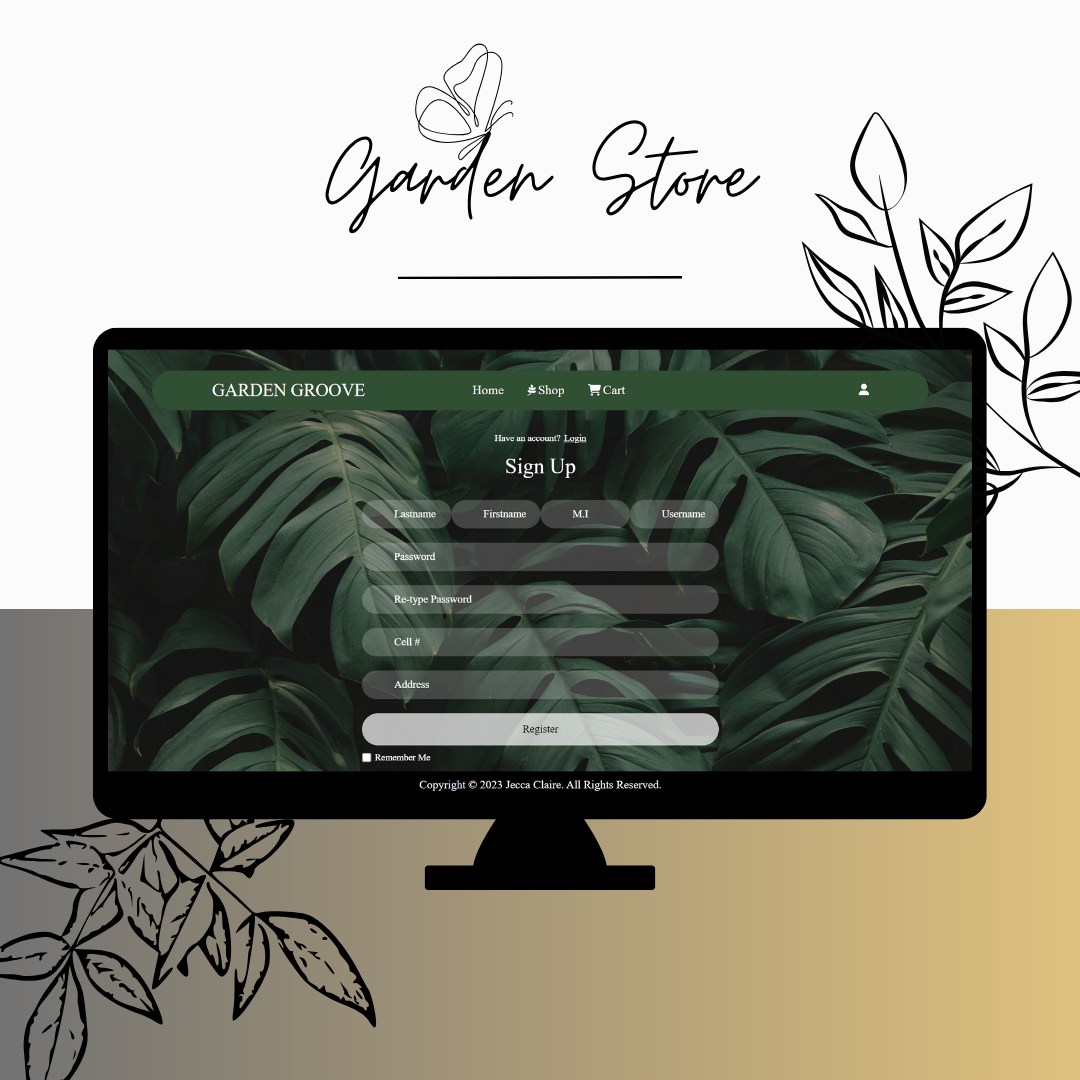 Garden Store
GARDEN GROOVE Home Shop Cart
Have an account? Login
Sign Up
Lastname Firstname M.I Username
Password
Re-type Password
Cell #
Address
Register
Remember Me
Copyright © 2023 Jecca Claire. All Rights Reserved.